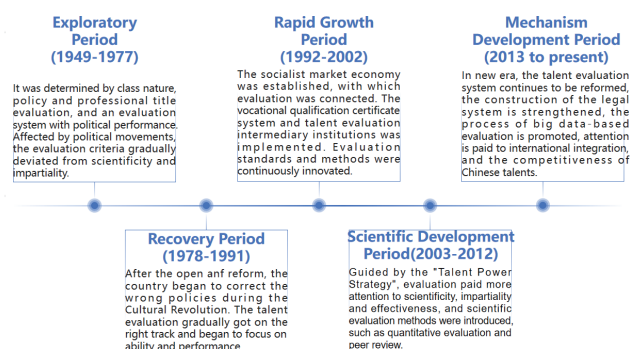 Exploratory
Period
(1949-1977)
It was determined by class nature,
policy and professional title
evaluation, and an evaluation
system with political performance.
Affected by political movements,
the evaluation criteria gradually
deviated from scientificity and
impartiality.
Rapid Growth
Period
(1992-2002)
The socialist market economy
was established, with which
evaluation was connected. The
vocational qualification certificate
system and talent evaluation
intermediary institutions was
implemented. Evaluation
standards and methods were
continuously innovated.
Mechanism
Development Period
(2013 to present)
In new era, the talent evaluation
system continues to be reformed,
the construction of the legal
system is strengthened, the
process of big data-based
evaluation is promoted, attention
is paid to international integration,
and the competitiveness of
Chinese talents.
Recovery Period
(1978-1991)
After the open anf reform, the
country began to correct the
wrong policies during the
Cultural Revolution. The talent
evaluation gradually got on the
right track and began to focus on
ability and performance.
Scientific Development
Period(2003-2012)
Guided by the "Talent Power
Strategy", evaluation paid more
attention to scientificity, impartiality
and effectiveness, and scientific
evaluation methods were introduced,
such as quantitative evaluation and
peer review.